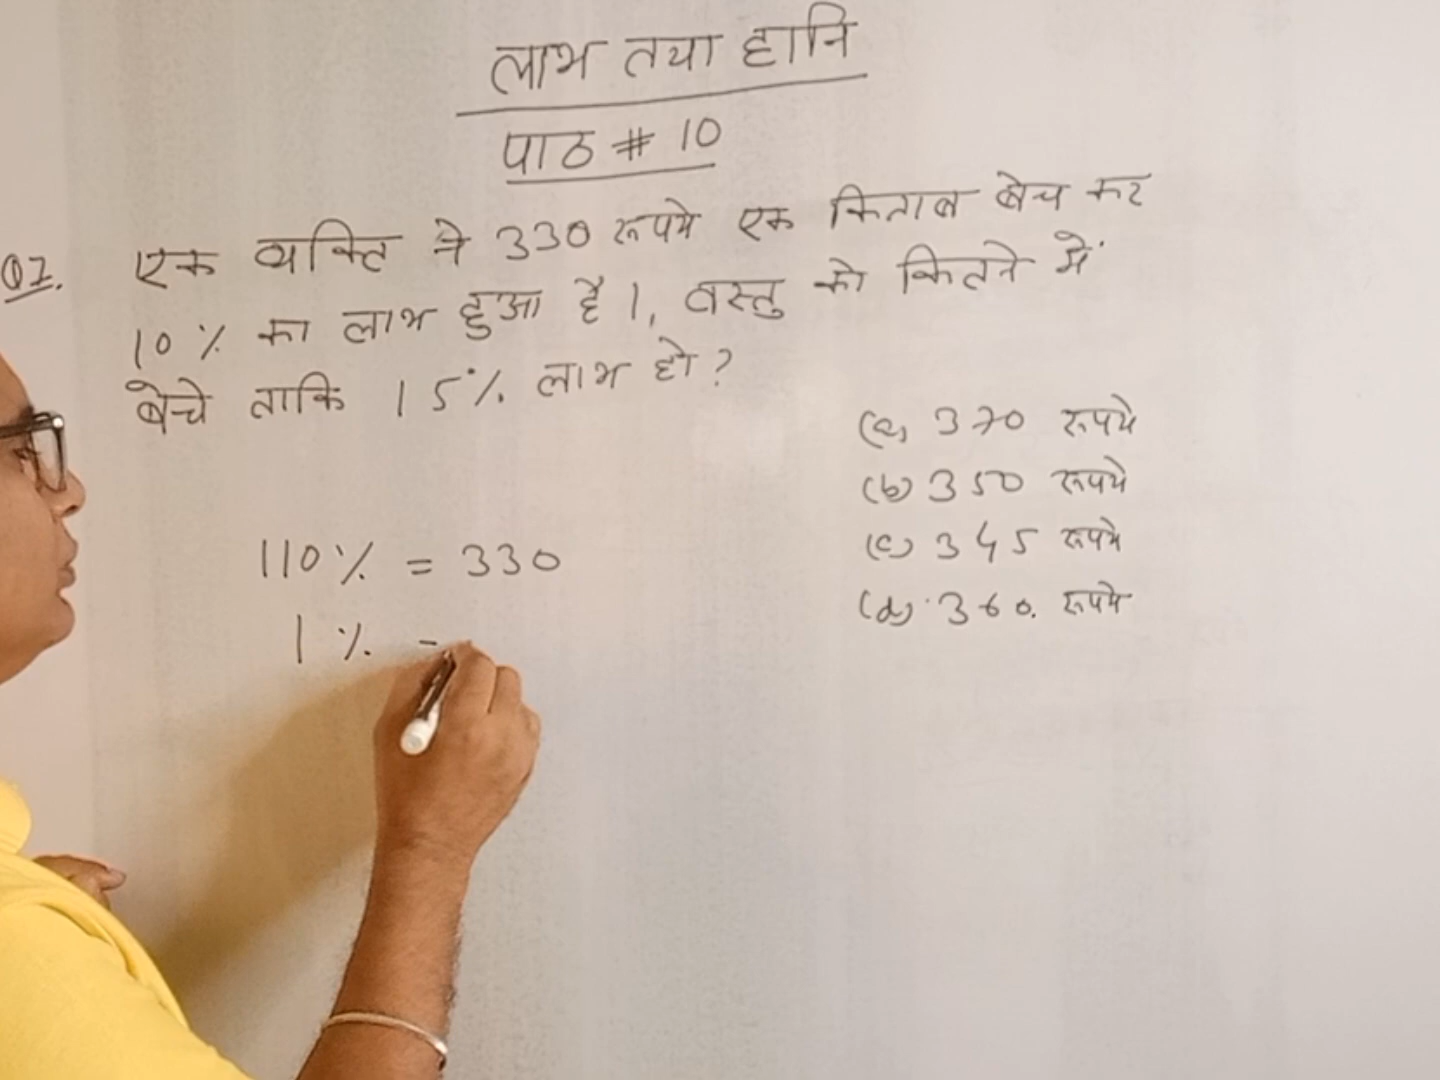 लाभ तथा हानि
पाठ # 10
Q7. एक व्यक्ति ने 330 रूपये एक किताब बेच कर
10 % का लाभ हुआ है ।, वस्तु को कितने में
बेचे ताकि 15 % लाभ हो ?
(a) 370 रूपये
(b) 350 रूपये
(c) 345 रूपये
(d) 360. रूपये
110 % = 330
1 % =